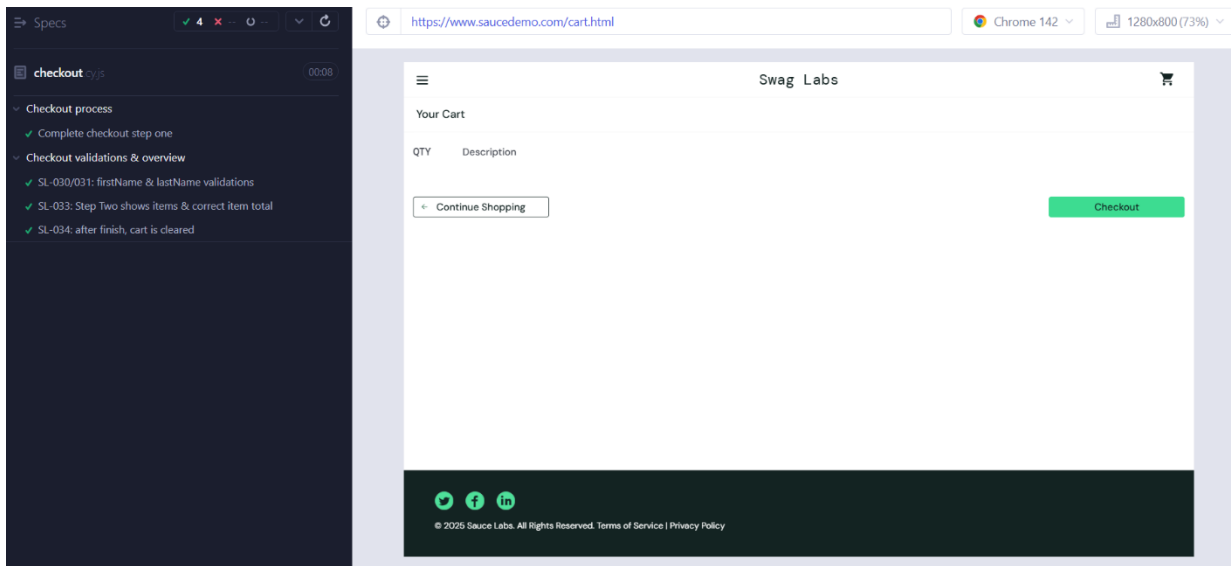 Specs
4 -- --
https://www.saucedemo.com/cart.html
Chrome 142
1280x800 (73%)
checkout.cy.js
00:08
Checkout process
Complete checkout step one
Checkout validations & overview
SL-030/031: firstName & lastName validations
SL-033: Step Two shows items & correct item total
SL-034: after finish, cart is cleared
Swag Labs
Your Cart
QTY Description
Continue Shopping
Checkout
© 2025 Sauce Labs. All Rights Reserved. Terms of Service | Privacy Policy